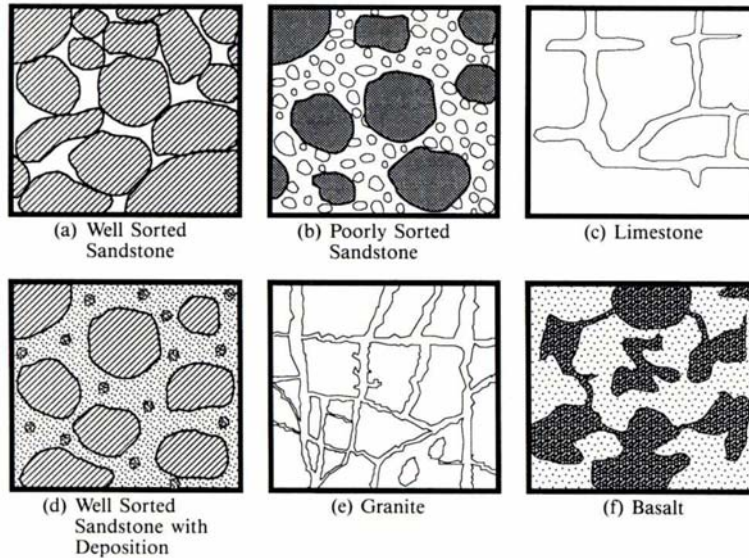 (a) Well Sorted
Sandstone
(b) Poorly Sorted
Sandstone
(c) Limestone
(d) Well Sorted
Sandstone with
Deposition
(e) Granite
(f) Basalt